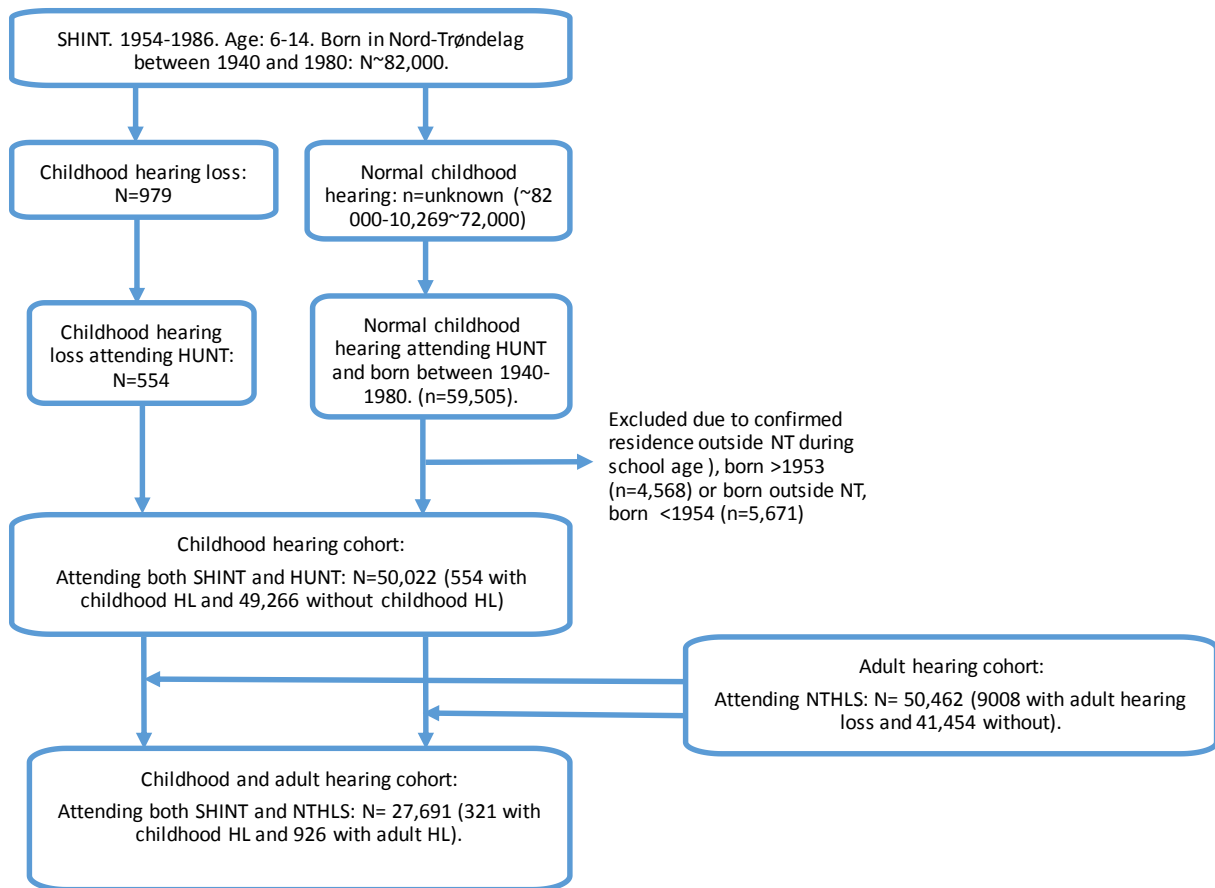 SHINT. 1954-1986. Age: 6-14. Born in Nord-Trøndelag
between 1940 and 1980: N~82,000.
Childhood hearing loss:
N=979
Normal childhood
hearing: n=unknown (~82
000-10,269~72,000)
Childhood hearing
loss attending HUNT:
N=554
Normal childhood
hearing attending HUNT
and born between 1940-
1980. (n=59,505).
Excluded due to confirmed
residence outside NT during
school age ), born >1953
(n=4,568) or born outside NT,
born <1954 (n=5,671)
Childhood hearing cohort:
Attending both SHINT and HUNT: N=50,022 (554 with
childhood HL and 49,266 without childhood HL)
Adult hearing cohort:
Attending NTHLS: N= 50,462 (9008 with adult hearing
loss and 41,454 without).
Childhood and adult hearing cohort:
Attending both SHINT and NTHLS: N= 27,691 (321 with
childhood HL and 926 with adult HL).